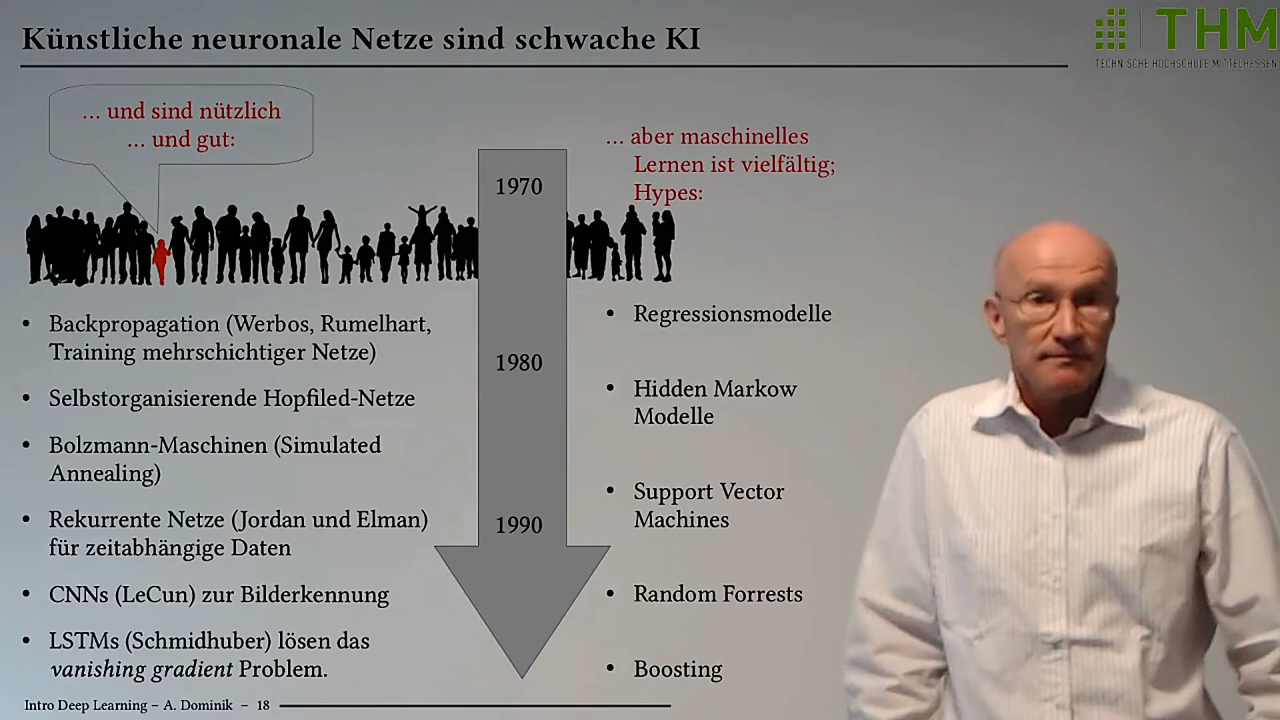 Künstliche neuronale Netze sind schwache KI
THM
TECHNISCHE HOCHSCHULE MITTELHESSEN
... und sind nützlich
... und gut:
... aber maschinelles
Lernen ist vielfältig;
Hypes:
1970
1980
1990
• Backpropagation (Werbos, Rumelhart,
Training mehrschichtiger Netze)
• Selbstorganisierende Hopfiled-Netze
• Bolzmann-Maschinen (Simulated
Annealing)
• Rekurrente Netze (Jordan und Elman)
für zeitabhängige Daten
• CNNs (LeCun) zur Bilderkennung
• LSTMs (Schmidhuber) lösen das
vanishing gradient Problem.
• Regressionsmodelle
• Hidden Markow
Modelle
• Support Vector
Machines
• Random Forrests
• Boosting
Intro Deep Learning – A. Dominik – 18